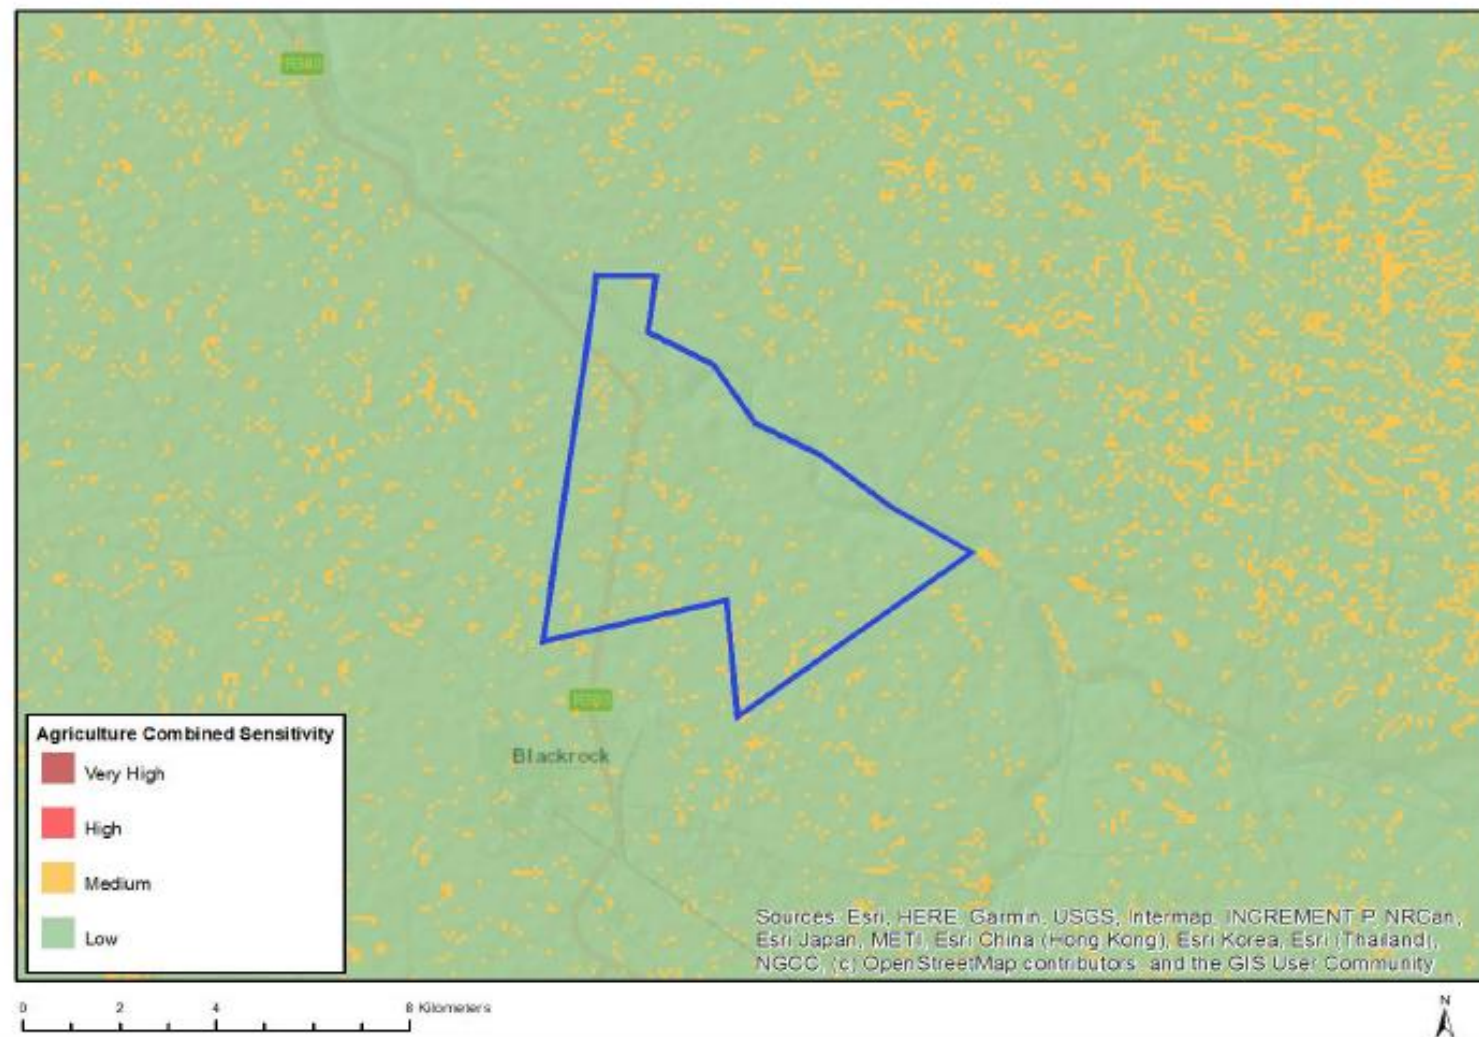 Blackrock
Agriculture Combined Sensitivity
Very High
High
Medium
Low
Sources: Esri, HERE, Garmin, USGS, Intermap, INCREMENT P, NRCan,
Esri Japan, METI, Esri China (Hong Kong), Esri Korea, Esri (Thailand),
NGCC, (c) OpenStreetMap contributors, and the GIS User Community
0 2 4 8 Kilometers
N